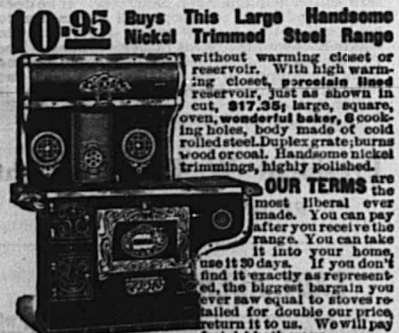 10.95 Buys This Large Handsome
Nickel Trimmed Steel Range
without warming closet or
reservoir. With high warm-
ing closet, porcelain lined
reservoir, just as shown in
cut, $17.35; large, square,
oven, wonderful baker, 6 cook-
ing holes, body made of cold
rolled steel. Duplex grate; burns
wood or coal. Handsome nickel
trimmings, highly polished.
OUR TERMS are the
most liberal ever
made. You can pay
after you receive the
range. You can take
it into your home,
use it 30 days. If you don't
find it exactly as represent-
ed, the biggest bargain you
ever saw equal to stoves re-
tailed for double our price,
return it to us. We will pay